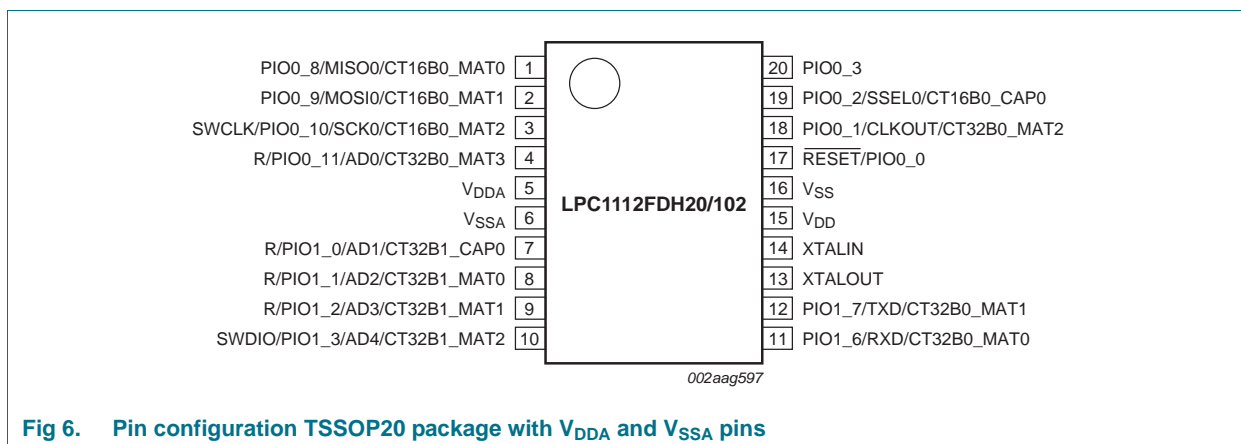 PIO0_8/MISO0/CT16B0_MAT0 1
PIO0_9/MOSI0/CT16B0_MAT1 2
SWCLK/PIO0_10/SCK0/CT16B0_MAT2 3
R/PIO0_11/AD0/CT32B0_MAT3 4
VDDA 5
VSSA 6
R/PIO1_0/AD1/CT32B1_CAP0 7
R/PIO1_1/AD2/CT32B1_MAT0 8
R/PIO1_2/AD3/CT32B1_MAT1 9
SWDIO/PIO1_3/AD4/CT32B1_MAT2 10
LPC1112FDH20/102
20 PIO0_3
19 PIO0_2/SSEL0/CT16B0_CAP0
18 PIO0_1/CLKOUT/CT32B0_MAT2
17 RESET/PIO0_0
16 VSS
15 VDD
14 XTALIN
13 XTALOUT
12 PIO1_7/TXD/CT32B0_MAT1
11 PIO1_6/RXD/CT32B0_MAT0
002aag597
Fig 6. Pin configuration TSSOP20 package with VDDA and VSSA pins